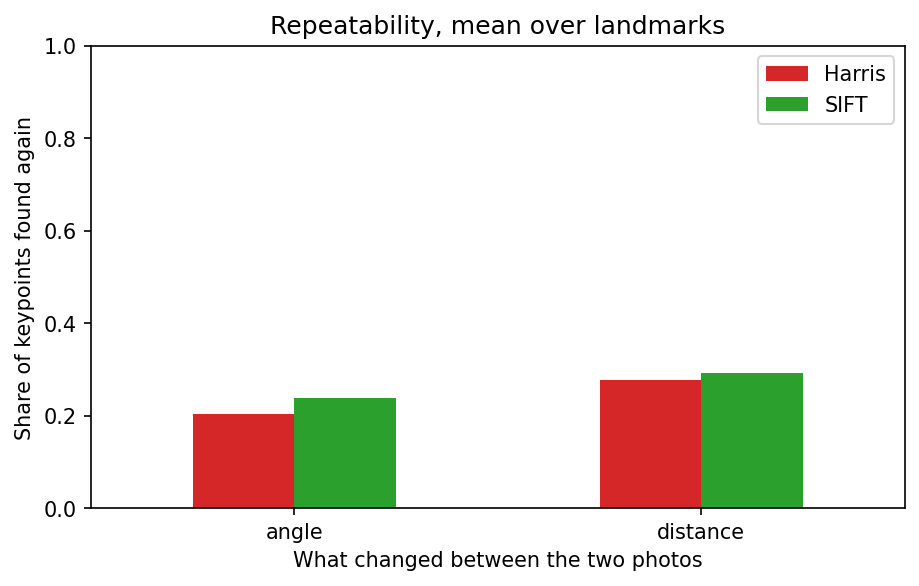 Repeatability, mean over landmarks
1.0
0.8
0.6
0.4
0.2
0.0
Share of keypoints found again
Harris
SIFT
angle
distance
What changed between the two photos